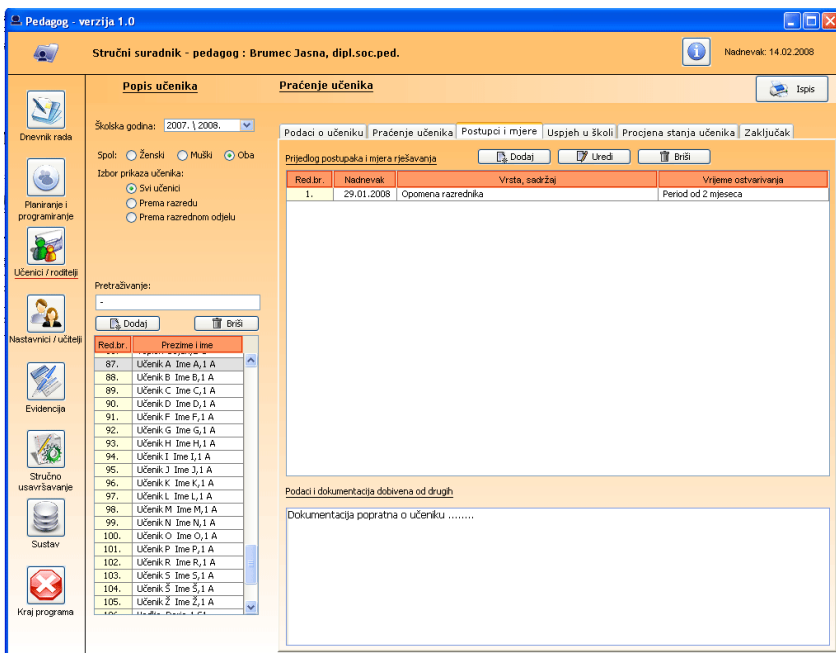 Pedagog - verzija 1.0
Stručni suradnik - pedagog : Brumec Jasna, dipl.soc.ped.
Nadnevak: 14.02.2008
Dnevnik rada
Planiranje i
programiranje
Učenici / roditelji
Nastavnici / učitelji
Evidencija
Stručno
usavršavanje
Sustav
Kraj programa
Popis učenika
Školska godina: 2007. \ 2008.
Spol: Ženski Muški Oba
Izbor prikaza učenika:
Svi učenici
Prema razredu
Prema razrednom odjelu
Pretraživanje:
-
Dodaj Briši
Red.br. Prezime i ime
87. Učenik A Ime A,1 A
88. Učenik B Ime B,1 A
89. Učenik C Ime C,1 A
90. Učenik D Ime D,1 A
91. Učenik F Ime F,1 A
92. Učenik G Ime G,1 A
93. Učenik H Ime H,1 A
94. Učenik I Ime I,1 A
95. Učenik J Ime J,1 A
96. Učenik K Ime K,1 A
97. Učenik L Ime L,1 A
98. Učenik M Ime M,1 A
99. Učenik N Ime N,1 A
100. Učenik O Ime O,1 A
101. Učenik P Ime P,1 A
102. Učenik R Ime R,1 A
103. Učenik S Ime S,1 A
104. Učenik Š Ime Š,1 A
105. Učenik Ž Ime Ž,1 A
Praćenje učenika
Ispis
Podaci o učeniku Praćenje učenika Postupci i mjere Uspjeh u školi Procjena stanja učenika Zaključak
Prijedlog postupaka i mjera rješavanja Dodaj Uredi Briši
Red.br. Nadnevak Vrsta, sadržaj Vrijeme ostvarivanja
1. 29.01.2008 Opomena razrednika Period od 2 mjeseca
Podaci i dokumentacija dobivena od drugih
Dokumentacija popratna o učeniku ........